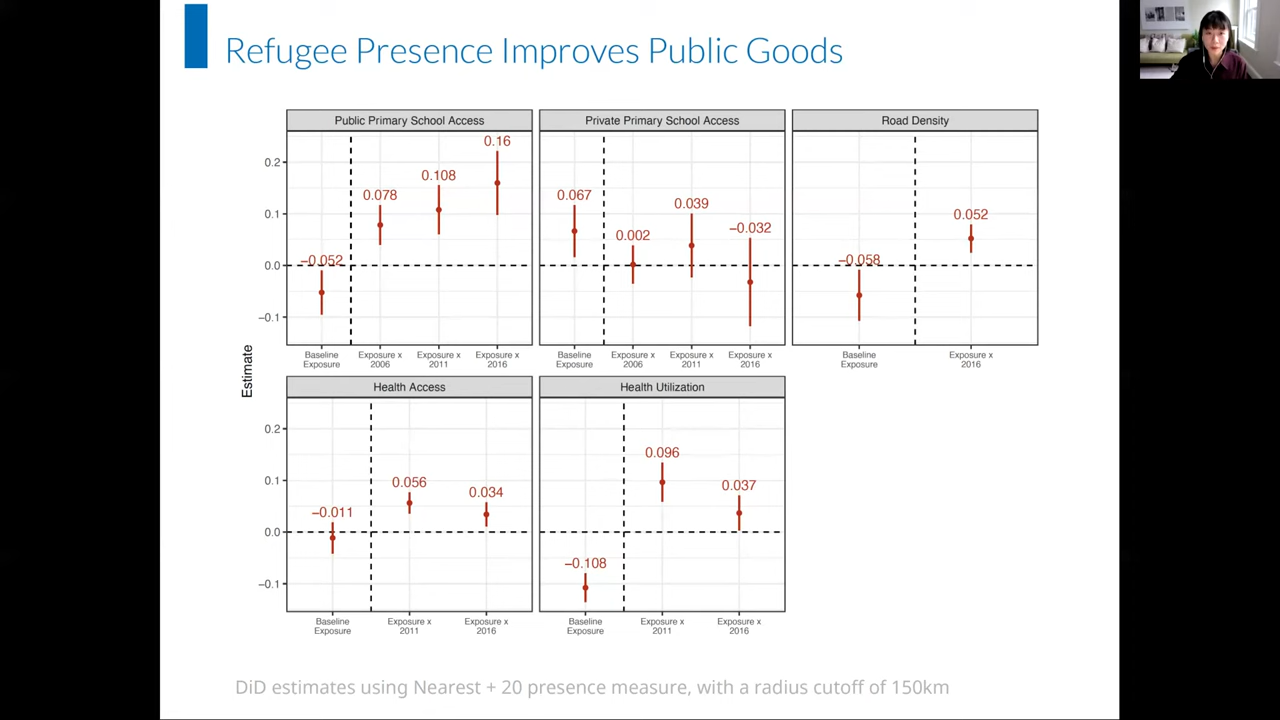 Refugee Presence Improves Public Goods
Public Primary School Access
Private Primary School Access
Road Density
0.2
0.1
0.0
−0.1
−0.052
0.078
0.108
0.16
0.067
0.002
0.039
−0.032
−0.058
0.052
Baseline Exposure
Exposure x 2006
Exposure x 2011
Exposure x 2016
Baseline Exposure
Exposure x 2006
Exposure x 2011
Exposure x 2016
Baseline Exposure
Exposure x 2016
Estimate
Health Access
Health Utilization
0.2
0.1
0.0
−0.1
−0.011
0.056
0.034
−0.108
0.096
0.037
Baseline Exposure
Exposure x 2011
Exposure x 2016
Baseline Exposure
Exposure x 2011
Exposure x 2016
DiD estimates using Nearest + 20 presence measure, with a radius cutoff of 150km